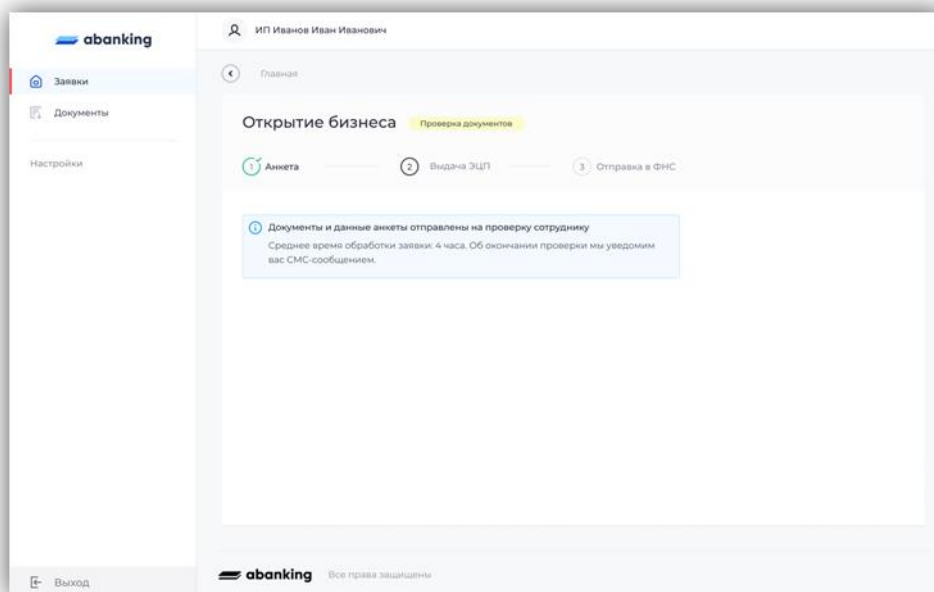 abanking
ИП Иванов Иван Иванович
Заявки
Документы
Настройки
Выход
Главная
Открытие бизнеса
Проверка документов
1 Анкета
2 Выдача ЭЦП
3 Отправка в ФНС
Документы и данные анкеты отправлены на проверку сотруднику
Среднее время обработки заявки: 4 часа. Об окончании проверки мы уведомим
вас СМС-сообщением.
abanking Все права защищены